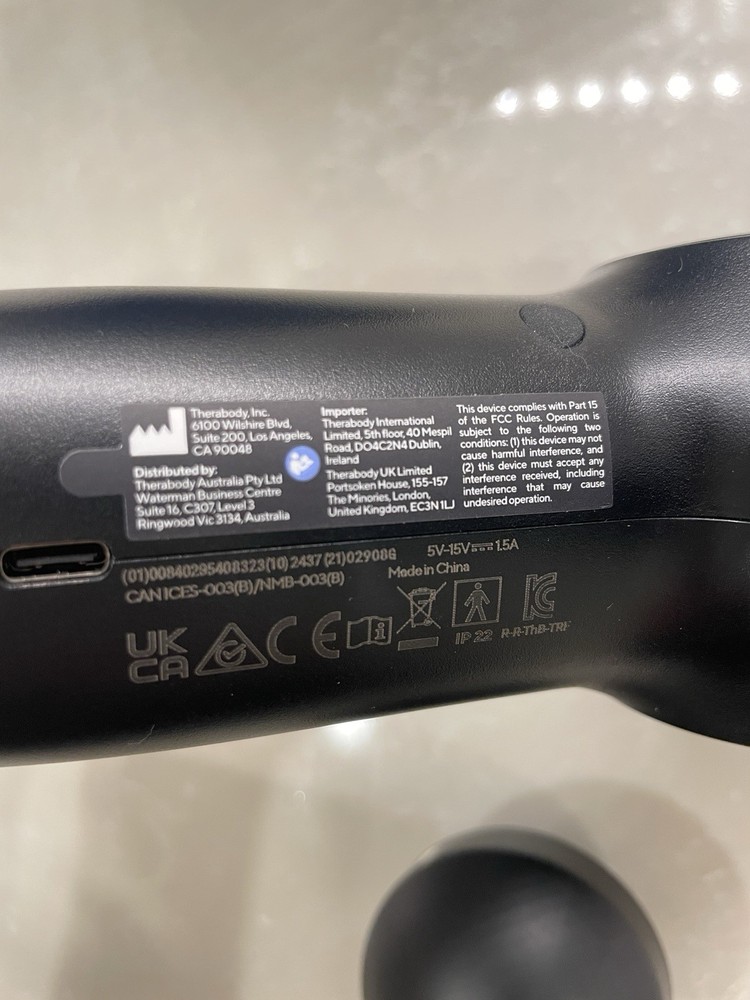 Therabody, Inc.
6100 Wilshire Blvd,
Suite 200, Los Angeles,
CA 90048
Distributed by:
Therabody Australia Pty Ltd
Waterman Business Centre
Suite 16, C307, Level 3
Ringwood Vic 3134, Australia
Importer:
Therabody International
Limited, 5th floor, 40 Mespil
Road, DO4C2N4 Dublin,
Ireland
Therabody UK Limited
Portsoken House, 155-157
The Minories, London,
United Kingdom, EC3N 1LJ
This device complies with Part 15
of the FCC Rules. Operation is
subject to the following two
conditions: (1) this device may not
cause harmful interference, and
(2) this device must accept any
interference received, including
interference that may cause
undesired operation.
(01)00840295408323(10)2437(21)02908G
5V-15V⎓1.5A
CAN ICES-003(B)/NMB-003(B)
Made in China
UK
CA
CE
IP 22
R-R-ThB-TRF